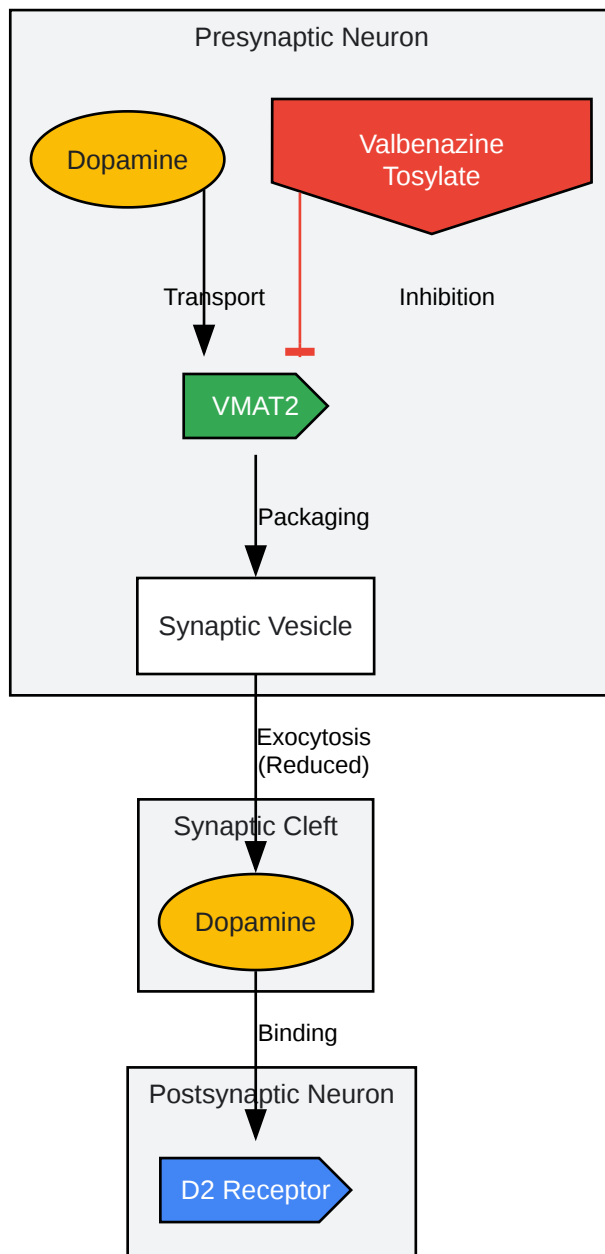 Presynaptic Neuron
Dopamine
Valbenazine
Tosylate
Transport
Inhibition
VMAT2
Packaging
Synaptic Vesicle
Exocytosis
(Reduced)
Synaptic Cleft
Dopamine
Binding
Postsynaptic Neuron
D2 Receptor